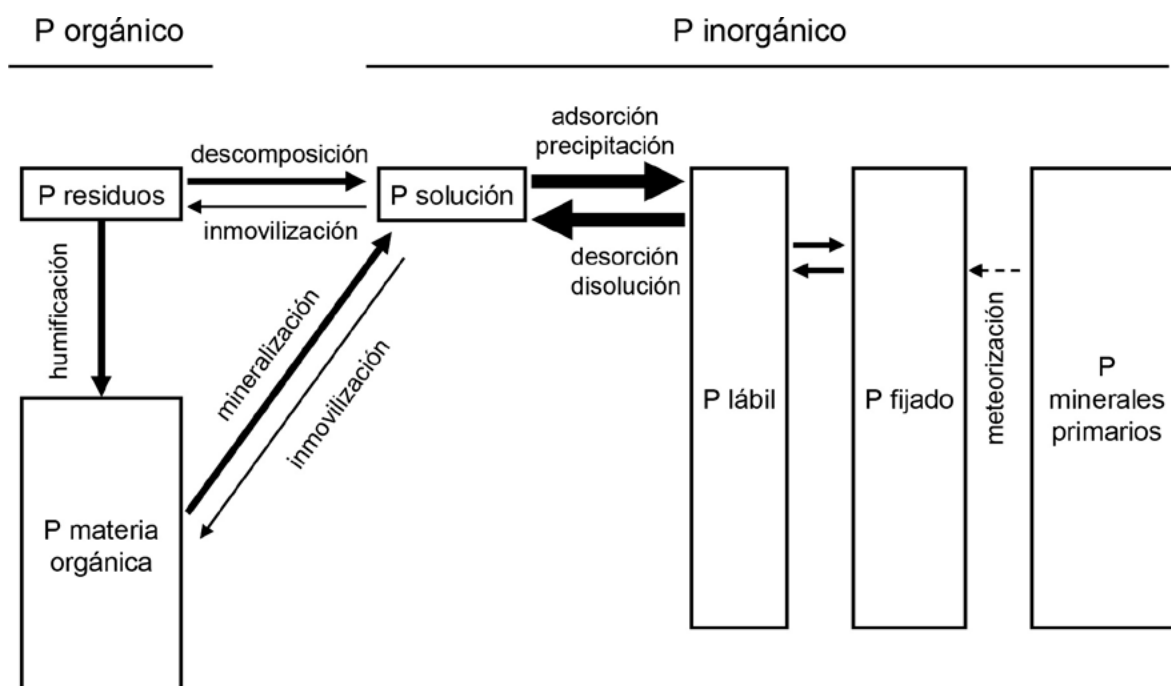 P orgánico
P inorgánico
adsorción
precipitación
descomposición
P residuos
P solución
inmovilización
desorción
disolución
humificación
mineralización
inmovilización
meteorización
P lábil
P fijado
P
minerales
primarios
P materia
orgánica